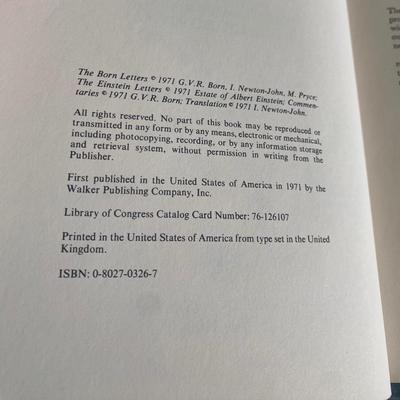 The Born Letters © 1971 G.V.R. Born, I. Newton-John, M. Pryce;
The Einstein Letters © 1971 Estate of Albert Einstein; Commen-
taries © 1971 G.V.R. Born; Translation © 1971 I. Newton-John.
All rights reserved. No part of this book may be reproduced or
transmitted in any form or by any means, electronic or mechanical,
including photocopying, recording, or by any information storage
and retrieval system, without permission in writing from the
Publisher.
First published in the United States of America in 1971 by the
Walker Publishing Company, Inc.
Library of Congress Catalog Card Number: 76-126107
Printed in the United States of America from type set in the United
Kingdom.
ISBN: 0-8027-0326-7